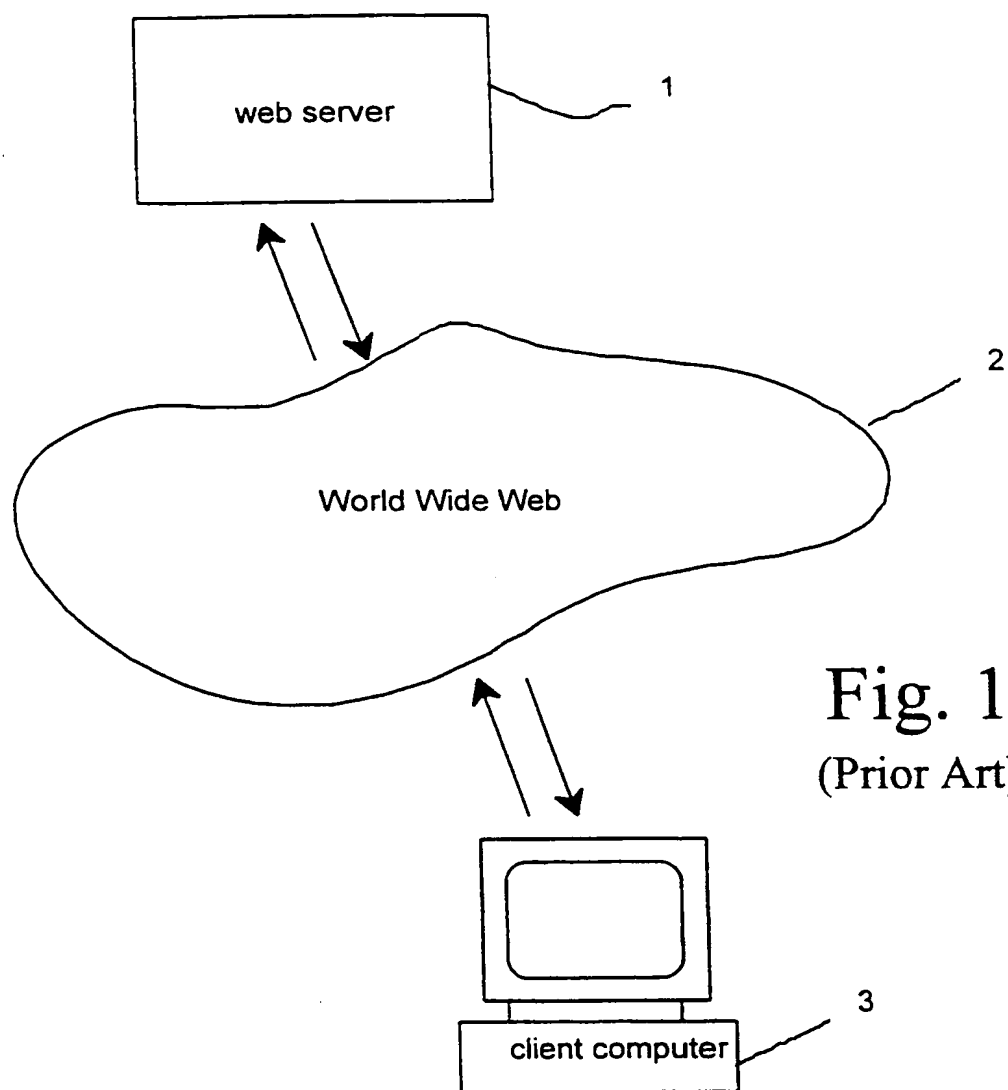 web server
1
2
World Wide Web
Fig. 1
(Prior Art)
3
client computer